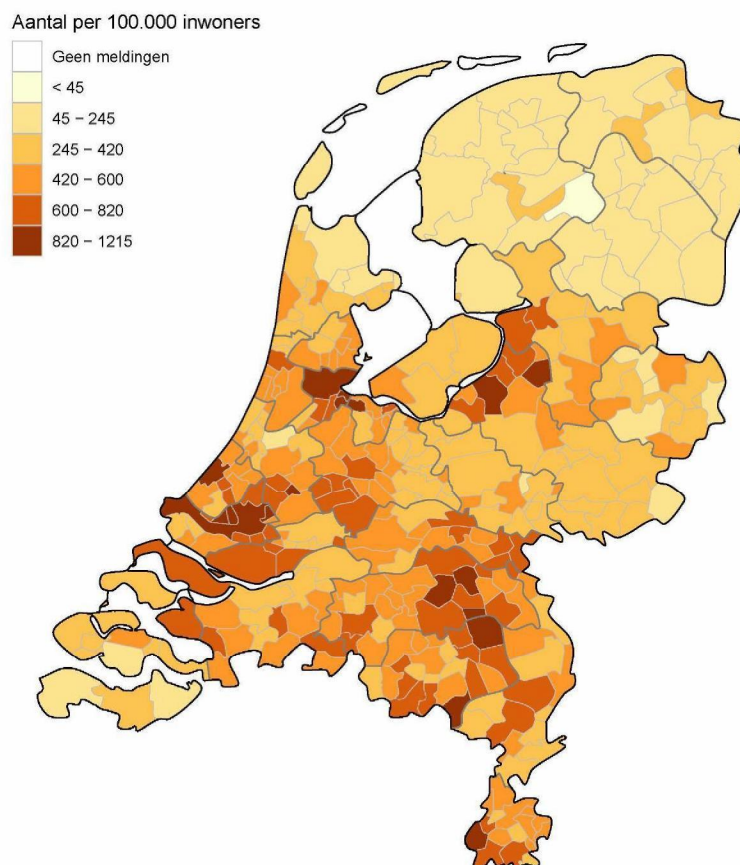 Aantal per 100.000 inwoners
Geen meldingen
< 45
45 − 245
245 − 420
420 − 600
600 − 820
820 − 1215